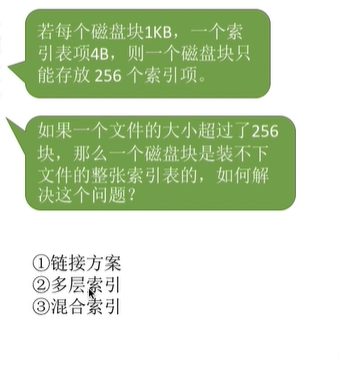 若每个磁盘块1KB，一个索
引表项4B，则一个磁盘块只
能存放 256 个索引项。
如果一个文件的大小超过了256
块，那么一个磁盘块是装不下
文件的整张索引表的，如何解
决这个问题？
①链接方案
②多层索引
③混合索引